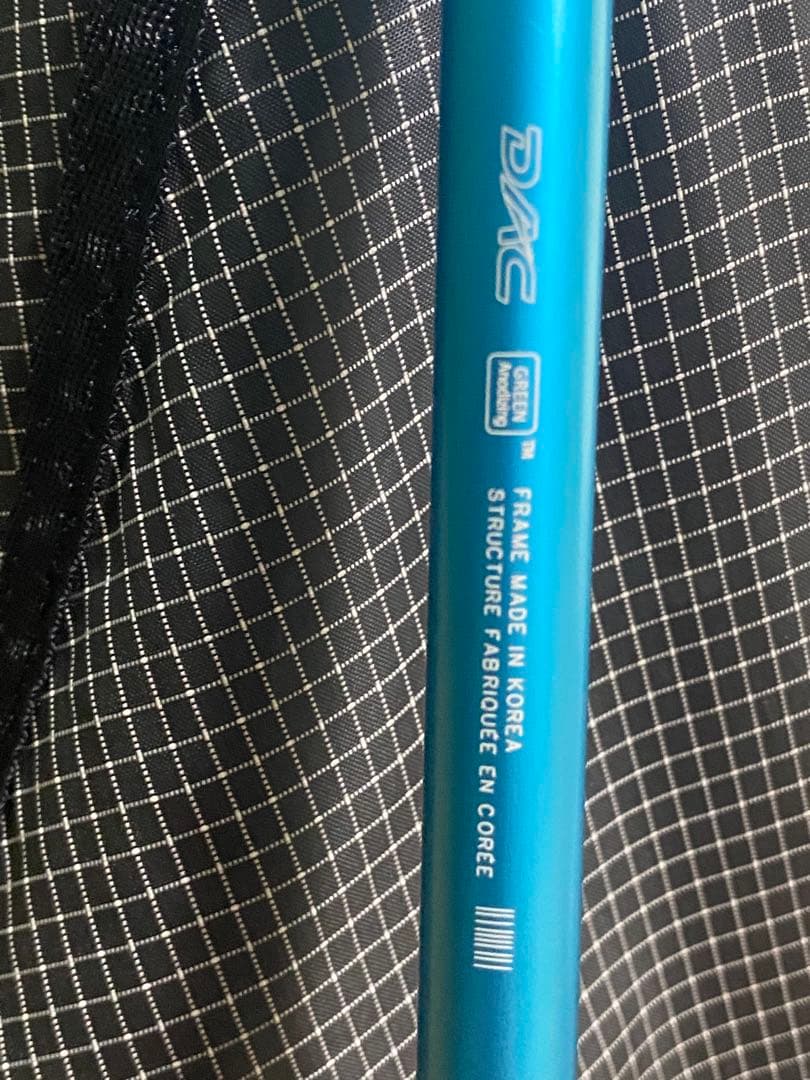 DAC
GREEN
Anodizing
TM
FRAME MADE IN KOREA
STRUCTURE FABRIQUÉE EN CORÉE